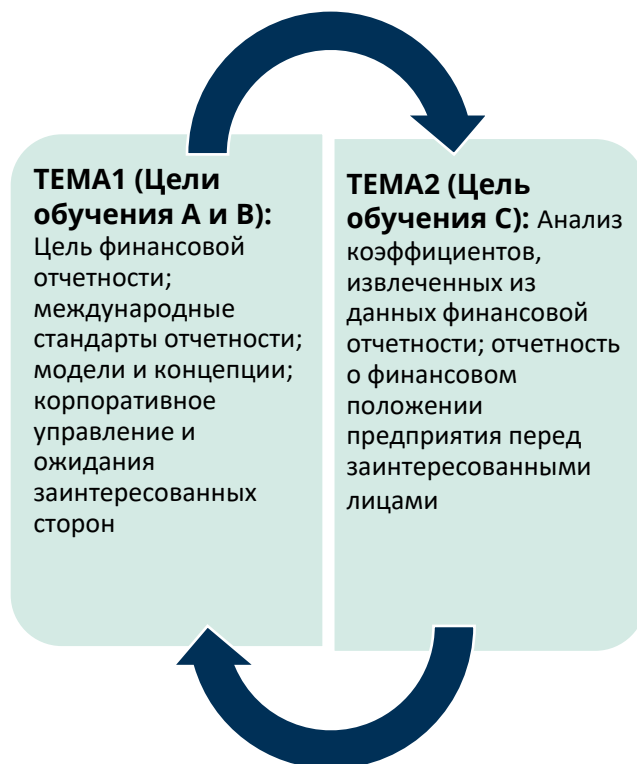 ТЕМА1 (Цели
обучения A и B):
Цель финансовой
отчетности;
международные
стандарты отчетности;
модели и концепции;
корпоративное
управление и
ожидания
заинтересованных
сторон
ТЕМА2 (Цель
обучения C): Анализ
коэффициентов,
извлеченных из
данных финансовой
отчетности; отчетность
о финансовом
положении
предприятия перед
заинтересованными
лицами